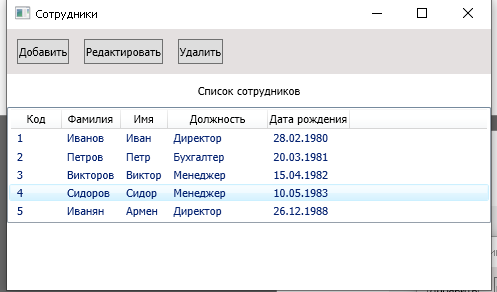 Сотрудники
Добавить Редактировать Удалить
Список сотрудников
Код Фамилия Имя Должность Дата рождения
1 Иванов Иван Директор 28.02.1980
2 Петров Петр Бухгалтер 20.03.1981
3 Викторов Виктор Менеджер 15.04.1982
4 Сидоров Сидор Менеджер 10.05.1983
5 Иванян Армен Директор 26.12.1988